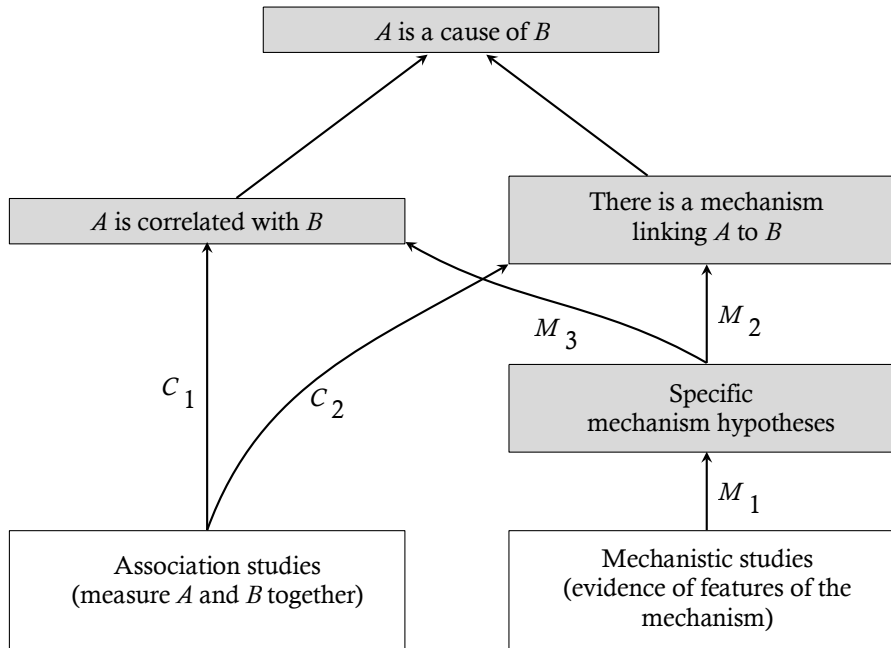 A is a cause of B
A is correlated with B
There is a mechanism
linking A to B
M 3
M 2
C 1
C 2
Specific
mechanism hypotheses
M 1
Association studies
(measure A and B together)
Mechanistic studies
(evidence of features of the
mechanism)